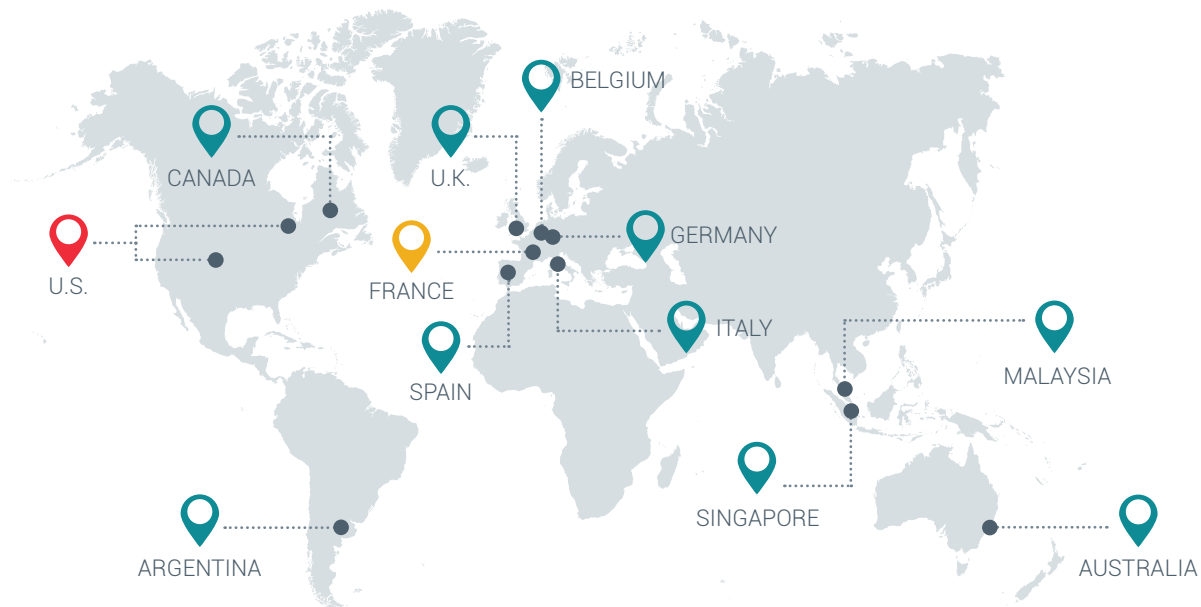 BELGIUM
CANADA
U.K.
GERMANY
U.S.
FRANCE
ITALY
SPAIN
MALAYSIA
SINGAPORE
ARGENTINA
AUSTRALIA